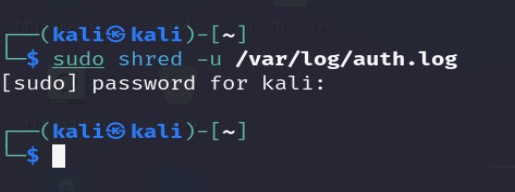 ┌──(kali㉿kali)-[~]
└─$ sudo shred -u /var/log/auth.log
[sudo] password for kali:
┌──(kali㉿kali)-[~]
└─$